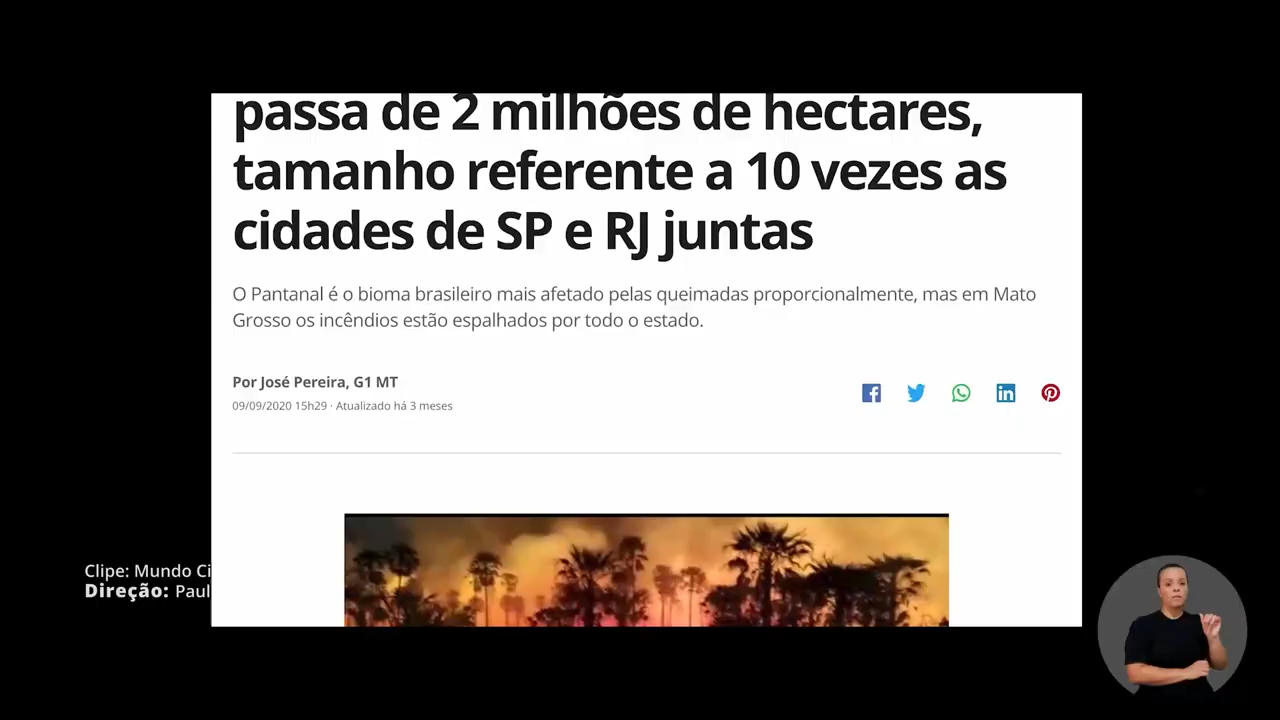 passa de 2 milhões de hectares,
tamanho referente a 10 vezes as
cidades de SP e RJ juntas
O Pantanal é o bioma brasileiro mais afetado pelas queimadas proporcionalmente, mas em Mato
Grosso os incêndios estão espalhados por todo o estado.
Por José Pereira, G1 MT
09/09/2020 15h29 · Atualizado há 3 meses
Clipe: Mundo Ci
Direção: Paul